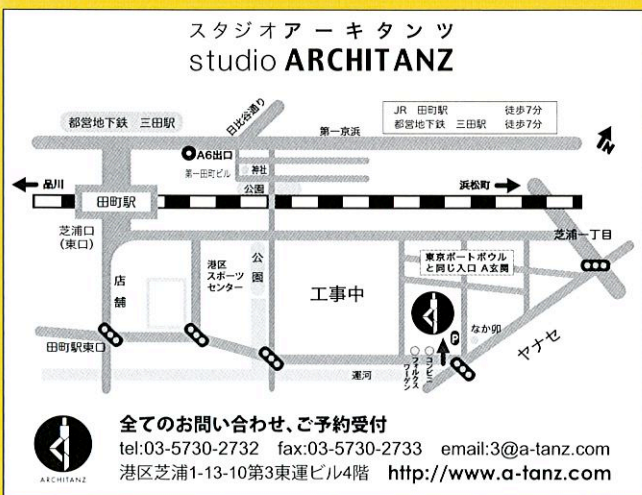 スタジオアーキタンツ
studio ARCHITANZ
都営地下鉄 三田駅
日比谷通り
JR 田町駅 徒歩7分
都営地下鉄 三田駅 徒歩7分
第一京浜
N
A6出口
第一田町ビル
神社
公園
品川
田町駅
浜松町
芝浦口
(東口)
芝浦一丁目
店舗
港区
スポーツ
センター
公園
工事中
東京ポートボウル
と同じ入口 A玄関
P
なか卯
ヤナセ
田町駅東口
運河
フォルクス
ワーゲン
コンビニ
ARCHITANZ
全てのお問い合わせ、ご予約受付
tel:03-5730-2732 fax:03-5730-2733 email:3@a-tanz.com
港区芝浦1-13-10第3東運ビル4階 http://www.a-tanz.com